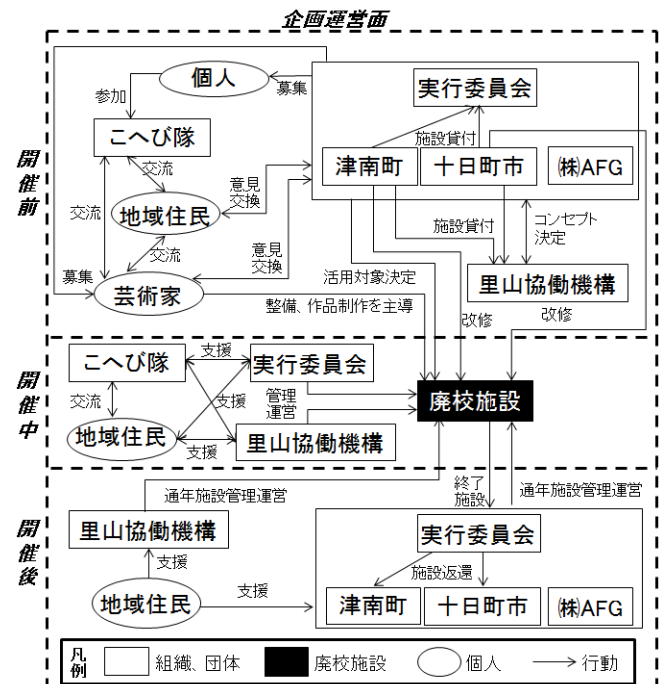 企画運営面
開催前
個人
募集
参加
実行委員会
こへび隊
施設貸付
交流
津南町
十日町市
㈱AFG
意見
交換
地域住民
交流
施設貸付
コンセプト
決定
交流
意見
交換
募集
芸術家
活用対象決定
里山協働機構
整備、作品制作を主導
改修
改修
開催中
こへび隊
支援
実行委員会
交流
支援
管理
運営
廃校施設
地域住民
支援
里山協働機構
開催後
通年施設管理運営
終了
施設
通年施設管理運営
里山協働機構
実行委員会
支援
施設返還
地域住民
支援
津南町
十日町市
㈱AFG
凡例
組織、団体
廃校施設
個人
行動